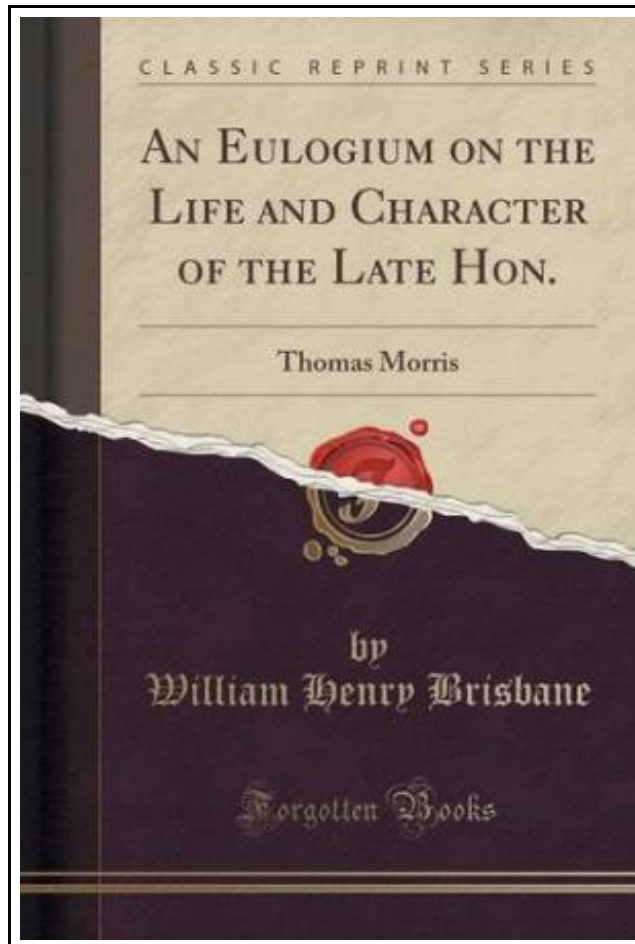 CLASSIC REPRINT SERIES
AN EULOGIUM ON THE
LIFE AND CHARACTER
OF THE LATE HON.
Thomas Morris
by
William Henry Brisbane
Forgotten Books